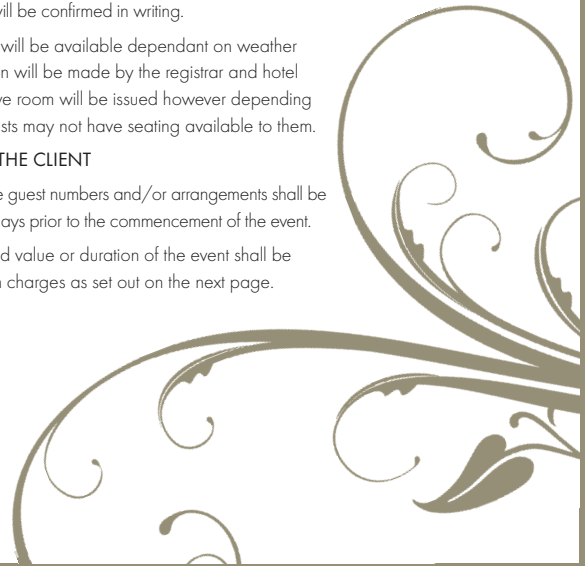 ill be confirmed in writing.
will be available dependant on weather
n will be made by the registrar and hotel
ve room will be issued however depending
sts may not have seating available to them.
THE CLIENT
e guest numbers and/or arrangements shall be
ays prior to the commencement of the event.
d value or duration of the event shall be
n charges as set out on the next page.